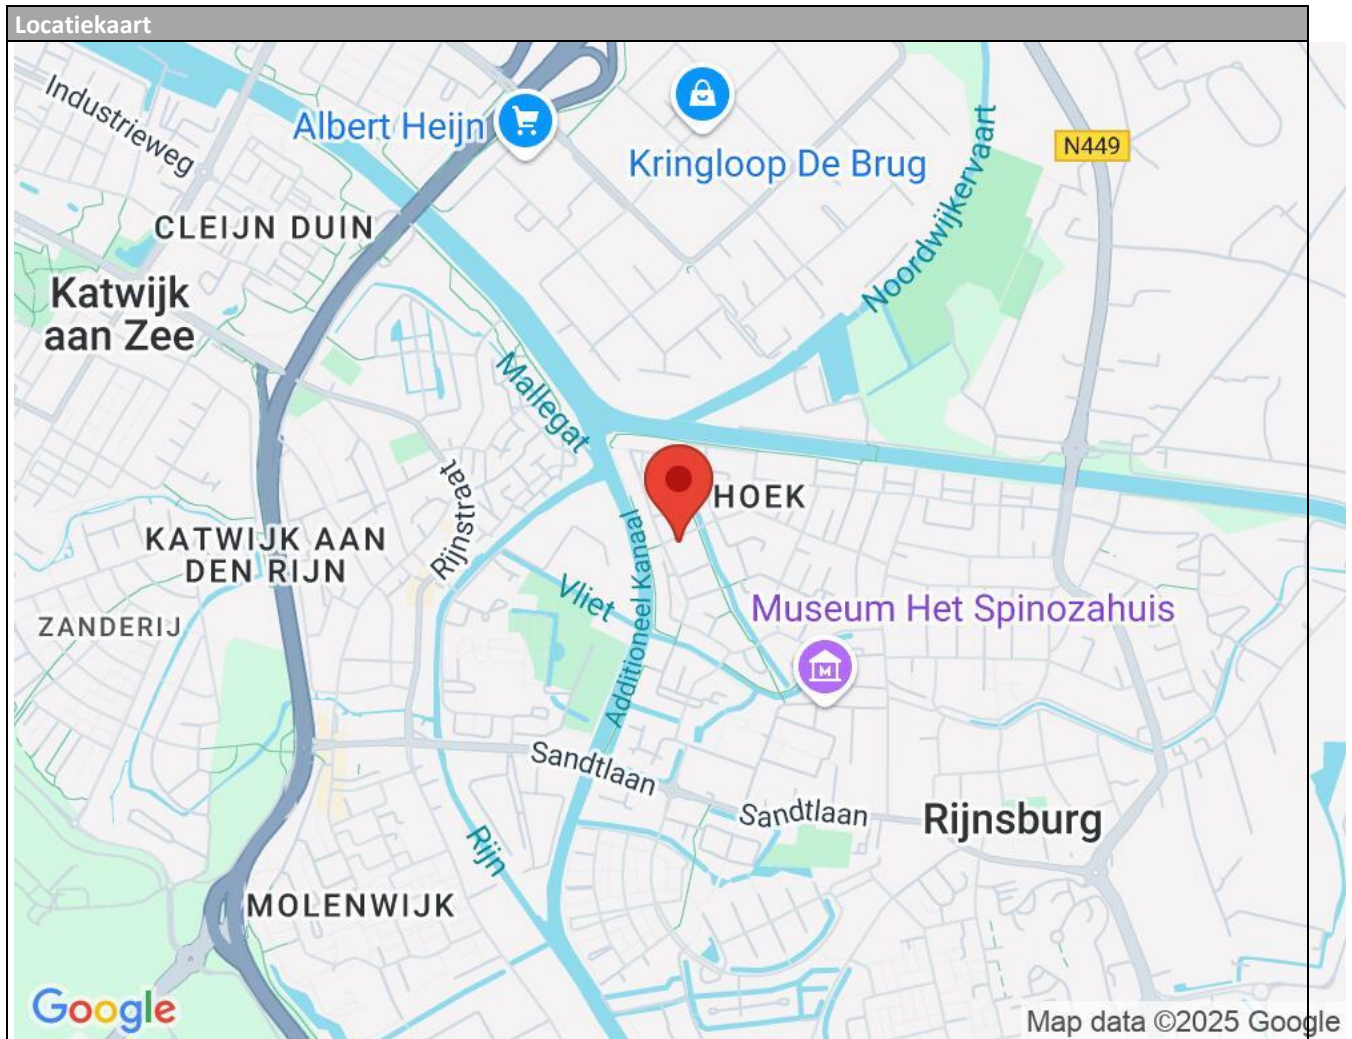 Locatiekaart
Industrieweg
Albert Heijn
Kringloop De Brug
N449
Noordwijkervaart
CLEIJN DUIN
Katwijk
aan Zee
Mallegat
Rijnstraat
HOEK
KATWIJK AAN
DEN RIJN
Vliet
Additioneel Kanaal
Museum Het Spinozahuis
ZANDERIJ
M
Sandtlaan
Sandtlaan
Rijnsburg
Rijn
MOLENWIJK
Google
Map data ©2025 Google